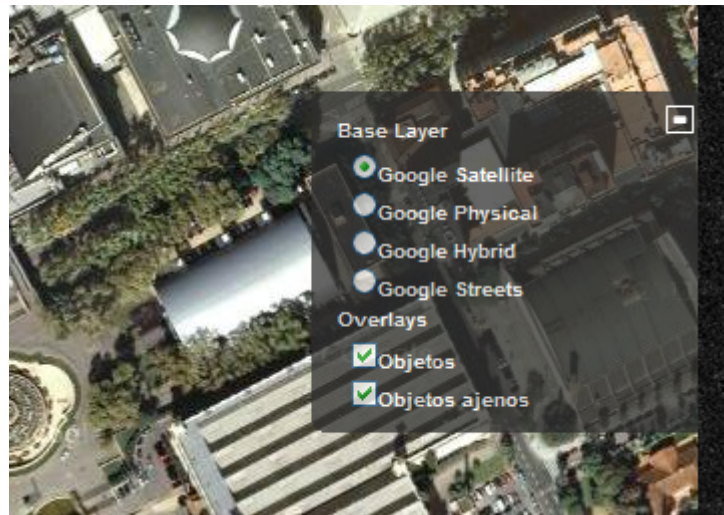 Base Layer
Google Satellite
Google Physical
Google Hybrid
Google Streets
Overlays
Objetos
Objetos ajenos